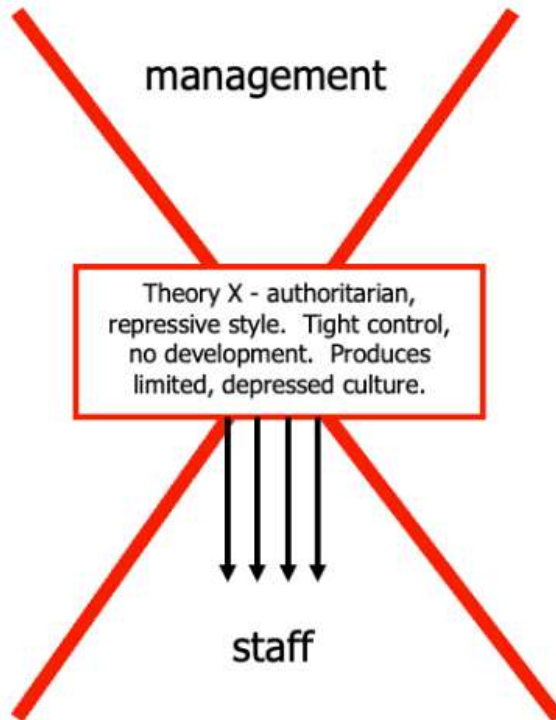 management
Theory X - authoritarian,
repressive style.  Tight control,
no development.  Produces
limited, depressed culture.
staff